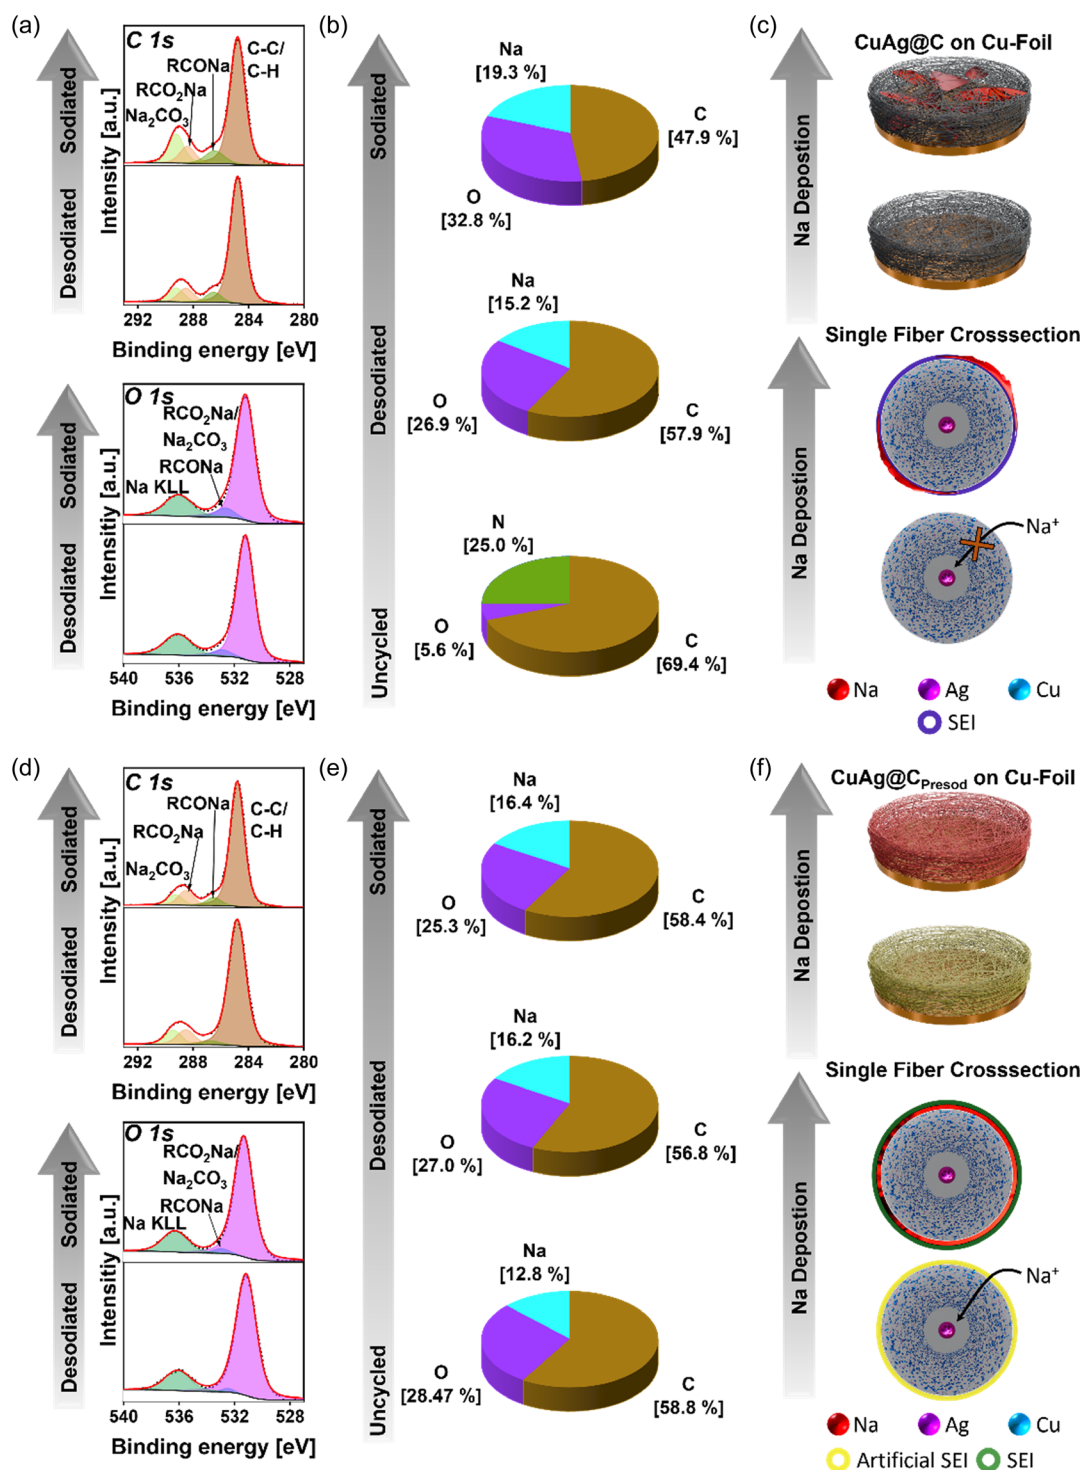 (a)
C 1s
C-C/
C-H
RCONa
RCO₂Na
Na₂CO₃
Intensity [a.u.]
Sodiated
Desodiated
292 288 284 280
Binding energy [eV]
O 1s
RCO₂Na/
Na₂CO₃
RCONa
Na KLL
Intensitiy [a.u.]
Sodiated
Desodiated
540 536 532 528
Binding energy [eV]
(b)
Sodiated
Desodiated
Uncycled
Na
[19.3 %]
C
[47.9 %]
O
[32.8 %]
Na
[15.2 %]
O
[26.9 %]
C
[57.9 %]
N
[25.0 %]
O
[5.6 %]
C
[69.4 %]
(c)
CuAg@C on Cu-Foil
Na Depostion
Single Fiber Crosssection
Na Depostion
Na⁺
Na
Ag
Cu
SEI
(d)
C 1s
RCONa
C-C/
C-H
RCO₂Na
Na₂CO₃
Intensity [a.u.]
Sodiated
Desodiated
292 288 284 280
Binding energy [eV]
O 1s
RCO₂Na/
Na₂CO₃
RCONa
Na KLL
Intensitiy [a.u.]
Sodiated
Desodiated
540 536 532 528
Binding energy [eV]
(e)
Sodiated
Desodiated
Uncycled
Na
[16.4 %]
O
[25.3 %]
C
[58.4 %]
Na
[16.2 %]
O
[27.0 %]
C
[56.8 %]
Na
[12.8 %]
O
[28.47 %]
C
[58.8 %]
(f)
CuAg@C_Presod on Cu-Foil
Na Depostion
Single Fiber Crosssection
Na Depostion
Na⁺
Na
Ag
Cu
Artificial SEI
SEI